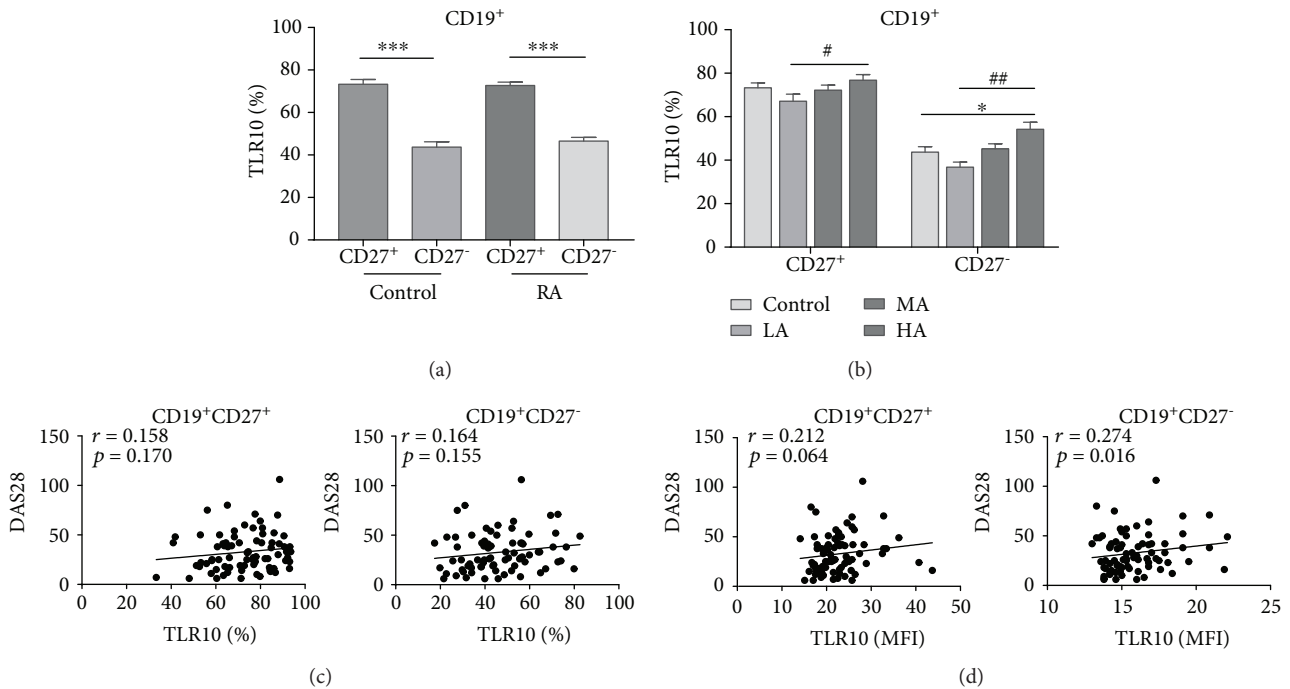 CD19⁺
100
80
60
40
20
0
TLR10 (%)
***
***
CD27⁺ CD27⁻ CD27⁺ CD27⁻
Control RA
(a)
CD19⁺
100
80
60
40
20
0
TLR10 (%)
#
##
*
CD27⁺ CD27⁻
Control MA
LA HA
(b)
CD19⁺CD27⁺
r = 0.158
p = 0.170
150
100
50
0
DAS28
0 20 40 60 80 100
TLR10 (%)
CD19⁺CD27⁻
r = 0.164
p = 0.155
150
100
50
0
DAS28
0 20 40 60 80 100
TLR10 (%)
(c)
CD19⁺CD27⁺
r = 0.212
p = 0.064
150
100
50
0
DAS28
0 10 20 30 40 50
TLR10 (MFI)
CD19⁺CD27⁻
r = 0.274
p = 0.016
150
100
50
0
DAS28
10 15 20 25
TLR10 (MFI)
(d)